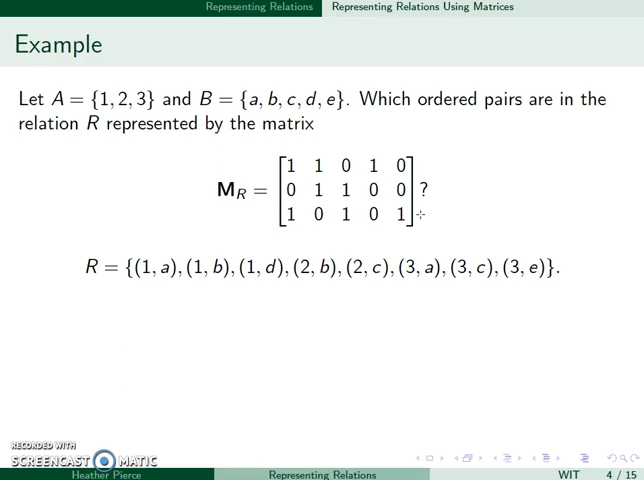 Representing Relations Representing Relations Using Matrices
Example
Let A = {1, 2, 3} and B = {a, b, c, d, e}. Which ordered pairs are in the
relation R represented by the matrix
1 1 0 1 0
M_R = [0 1 1 0 0] ?
1 0 1 0 1
R = {(1, a), (1, b), (1, d), (2, b), (2, c), (3, a), (3, c), (3, e)}.
RECORDED WITH
SCREENCAST MATIC
Heather Pierce Representing Relations WIT 4 / 15